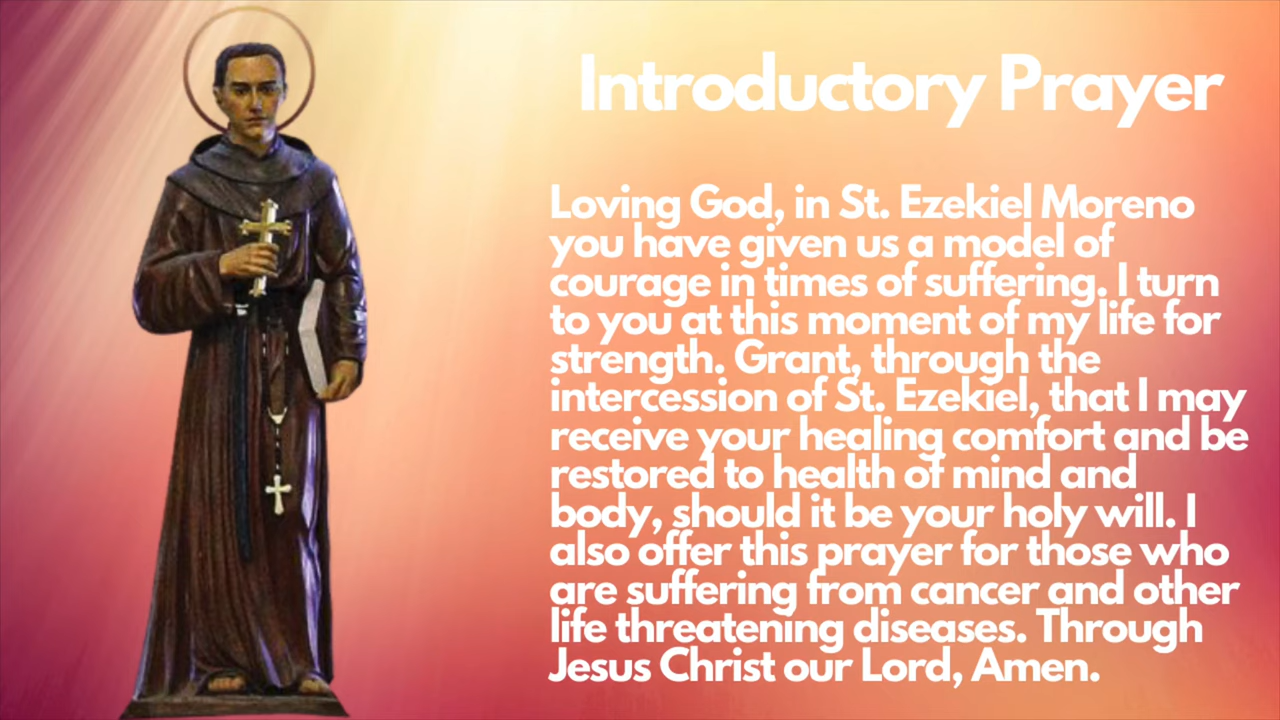 Introductory Prayer
Loving God, in St. Ezekiel Moreno
you have given us a model of
courage in times of suffering. I turn
to you at this moment of my life for
strength. Grant, through the
intercession of St. Ezekiel, that I may
receive your healing comfort and be
restored to health of mind and
body, should it be your holy will. I
also offer this prayer for those who
are suffering from cancer and other
life threatening diseases. Through
Jesus Christ our Lord, Amen.